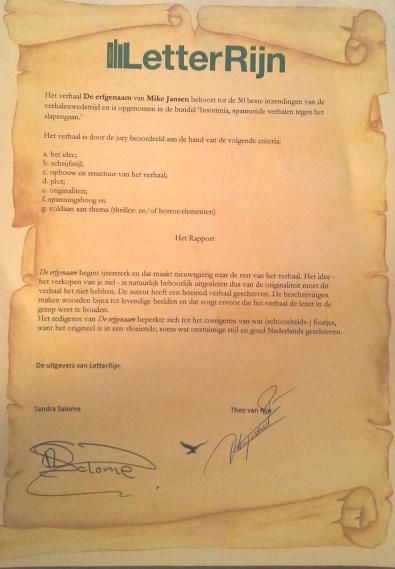 LetterRijn
Het verhaal De erfgenaam van Mike Jansen behoort tot de 30 beste inzendingen van de
verhalenwedstrijd en is opgenomen in de bundel 'Insomnia, spannende verhalen tegen het
slapengaan.'
Het verhaal is door de jury beoordeeld aan de hand van de volgende criteria:
a. het idee;
b. schrijfstijl;
c. opbouw en structuur van het verhaal;
d. plot;
e. originaliteit;
f. spanningsboog en
g. voldaan aan thema (thriller- en/of horror-elementen)
Het Rapport
De erfgenaam begint ijzersterk en dat maakt nieuwsgierig naar de rest van het verhaal. Het idee -
het verkopen van je ziel - is natuurlijk behoorlijk uitgesleten dus van de originaliteit moet dit
verhaal het niet hebben. De auteur heeft een boeiend verhaal geschreven. De beschrijvingen
maken woorden bijna tot levendige beelden en dat zorgt ervoor dat het verhaal de lezer in de
greep weet te houden.
Het redigeren van De erfgenaam beperkte zich tot het corrigeren van wat (schoonheids-) foutjes,
want het origineel is in een vloeiende, soms wat onstuimige stijl en goed Nederlands geschreven.
De uitgevers van LetterRijn:
Sandra Salome
Theo van Rijn
Salome